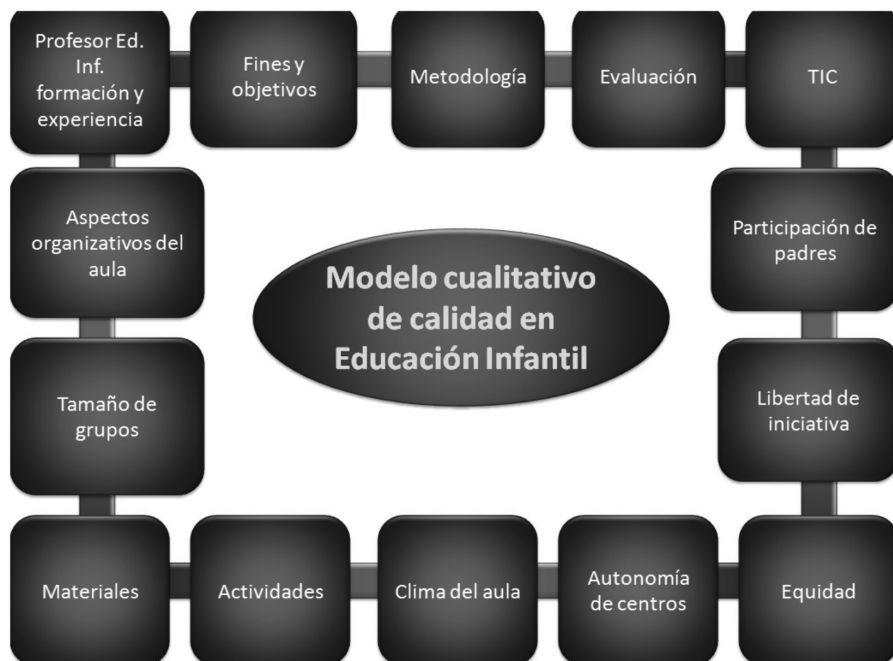 Profesor Ed.
Inf.
formación y
experiencia
Fines y
objetivos
Metodología
Evaluación
TIC
Aspectos
organizativos del
aula
Participación de
padres
Modelo cualitativo
de calidad en
Educación Infantil
Tamaño de
grupos
Libertad de
iniciativa
Materiales
Actividades
Clima del aula
Autonomía
de centros
Equidad